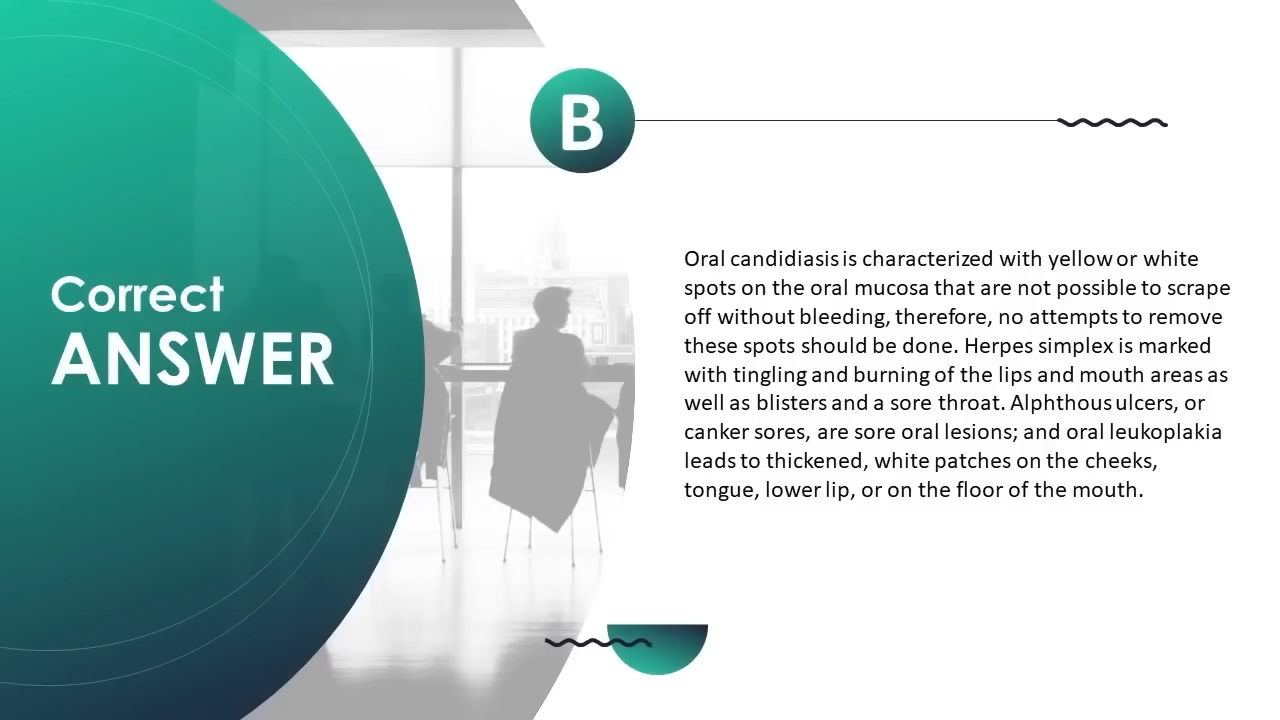 Correct
ANSWER
B
Oral candidiasis is characterized with yellow or white
spots on the oral mucosa that are not possible to scrape
off without bleeding, therefore, no attempts to remove
these spots should be done. Herpes simplex is marked
with tingling and burning of the lips and mouth areas as
well as blisters and a sore throat. Alphthous ulcers, or
canker sores, are sore oral lesions; and oral leukoplakia
leads to thickened, white patches on the cheeks,
tongue, lower lip, or on the floor of the mouth.